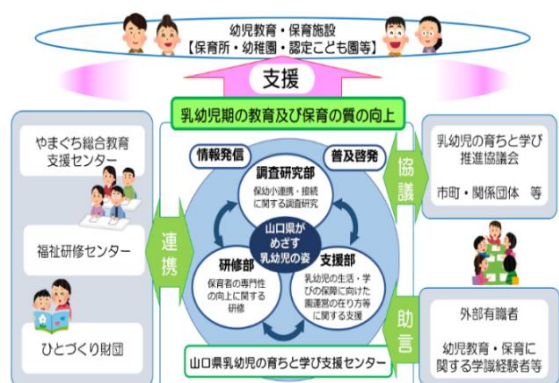 幼児教育・保育施設
【保育所・幼稚園・認定こども園等】
支援
乳幼児期の教育及び保育の質の向上
やまぐち総合教育
支援センター
福祉研修センター
ひとづくり財団
連携
情報発信
普及啓発
調査研究部
保幼小連携・接続
に関する調査研究
山口県が
めざす
乳幼児の姿
研修部
保育者の専門性
の向上に関する
研修
支援部
乳幼児の生活・学
びの保障に向けた
園運営の在り方等
に関する支援
山口県乳幼児の育ちと学び支援センター
協議
乳幼児の育ちと学び
推進協議会
市町・関係団体 等
助言
外部有識者
幼児教育・保育に
関する学識経験者等